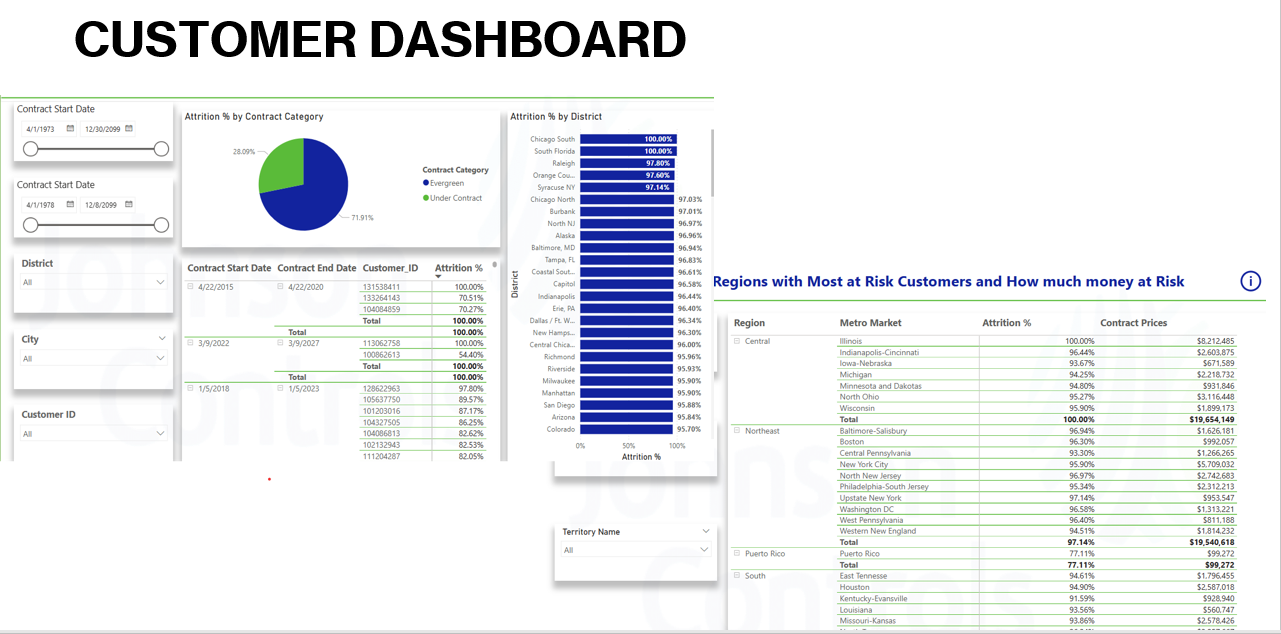 CUSTOMER DASHBOARD
Contract Start Date
4/1/1973 12/30/2099
Contract Start Date
4/1/1978 12/8/2099
District
All
City
All
Customer ID
All
Attrition % by Contract Category
28.09%
71.91%
Contract Category
Evergreen
Under Contract
Contract Start Date Contract End Date Customer_ID Attrition %
4/22/2015 4/22/2020 131538411 100.00%
133264143 70.51%
104084859 70.27%
Total 100.00%
Total 100.00%
3/9/2022 3/9/2027 113062758 100.00%
100862613 54.40%
Total 100.00%
Total 100.00%
1/5/2018 1/5/2023 128622963 97.80%
105637750 89.57%
101203016 87.17%
104327505 86.25%
104086813 82.62%
102132943 82.53%
111204287 82.05%
Attrition % by District
District
Chicago South 100.00%
South Florida 100.00%
Raleigh 97.80%
Orange Cou... 97.60%
Syracuse NY 97.14%
Chicago North 97.03%
Burbank 97.01%
North NJ 96.97%
Alaska 96.96%
Baltimore, MD 96.94%
Tampa, FL 96.83%
Coastal Sout... 96.61%
Capitol 96.58%
Indianapolis 96.44%
Erie, PA 96.40%
Dallas / Ft. W... 96.34%
New Hamps... 96.30%
Central Chica... 96.00%
Richmond 95.96%
Riverside 95.93%
Milwaukee 95.90%
Manhattan 95.90%
San Diego 95.88%
Arizona 95.84%
Colorado 95.70%
0% 50% 100%
Attrition %
Territory Name
All
Regions with Most at Risk Customers and How much money at Risk
Region Metro Market Attrition % Contract Prices
Central Illinois 100.00% $8,212,485
Indianapolis-Cincinnati 96.44% $2,603,875
Iowa-Nebraska 93.67% $671,589
Michigan 94.25% $2,218,732
Minnesota and Dakotas 94.80% $931,846
North Ohio 95.27% $3,116,448
Wisconsin 95.90% $1,899,173
Total 100.00% $19,654,149
Northeast Baltimore-Salisbury 96.94% $1,626,181
Boston 96.30% $992,057
Central Pennsylvania 93.30% $1,266,265
New York City 95.90% $5,709,032
North New Jersey 96.97% $2,742,683
Philadelphia-South Jersey 95.34% $2,312,213
Upstate New York 97.14% $953,547
Washington DC 96.58% $1,313,221
West Pennsylvania 96.40% $811,188
Western New England 94.51% $1,814,232
Total 97.14% $19,540,618
Puerto Rico Puerto Rico 77.11% $99,272
Total 77.11% $99,272
South East Tennesse 94.61% $1,796,455
Houston 94.90% $2,587,018
Kentucky-Evansville 91.59% $928,940
Louisiana 93.56% $560,747
Missouri-Kansas 93.86% $2,578,426